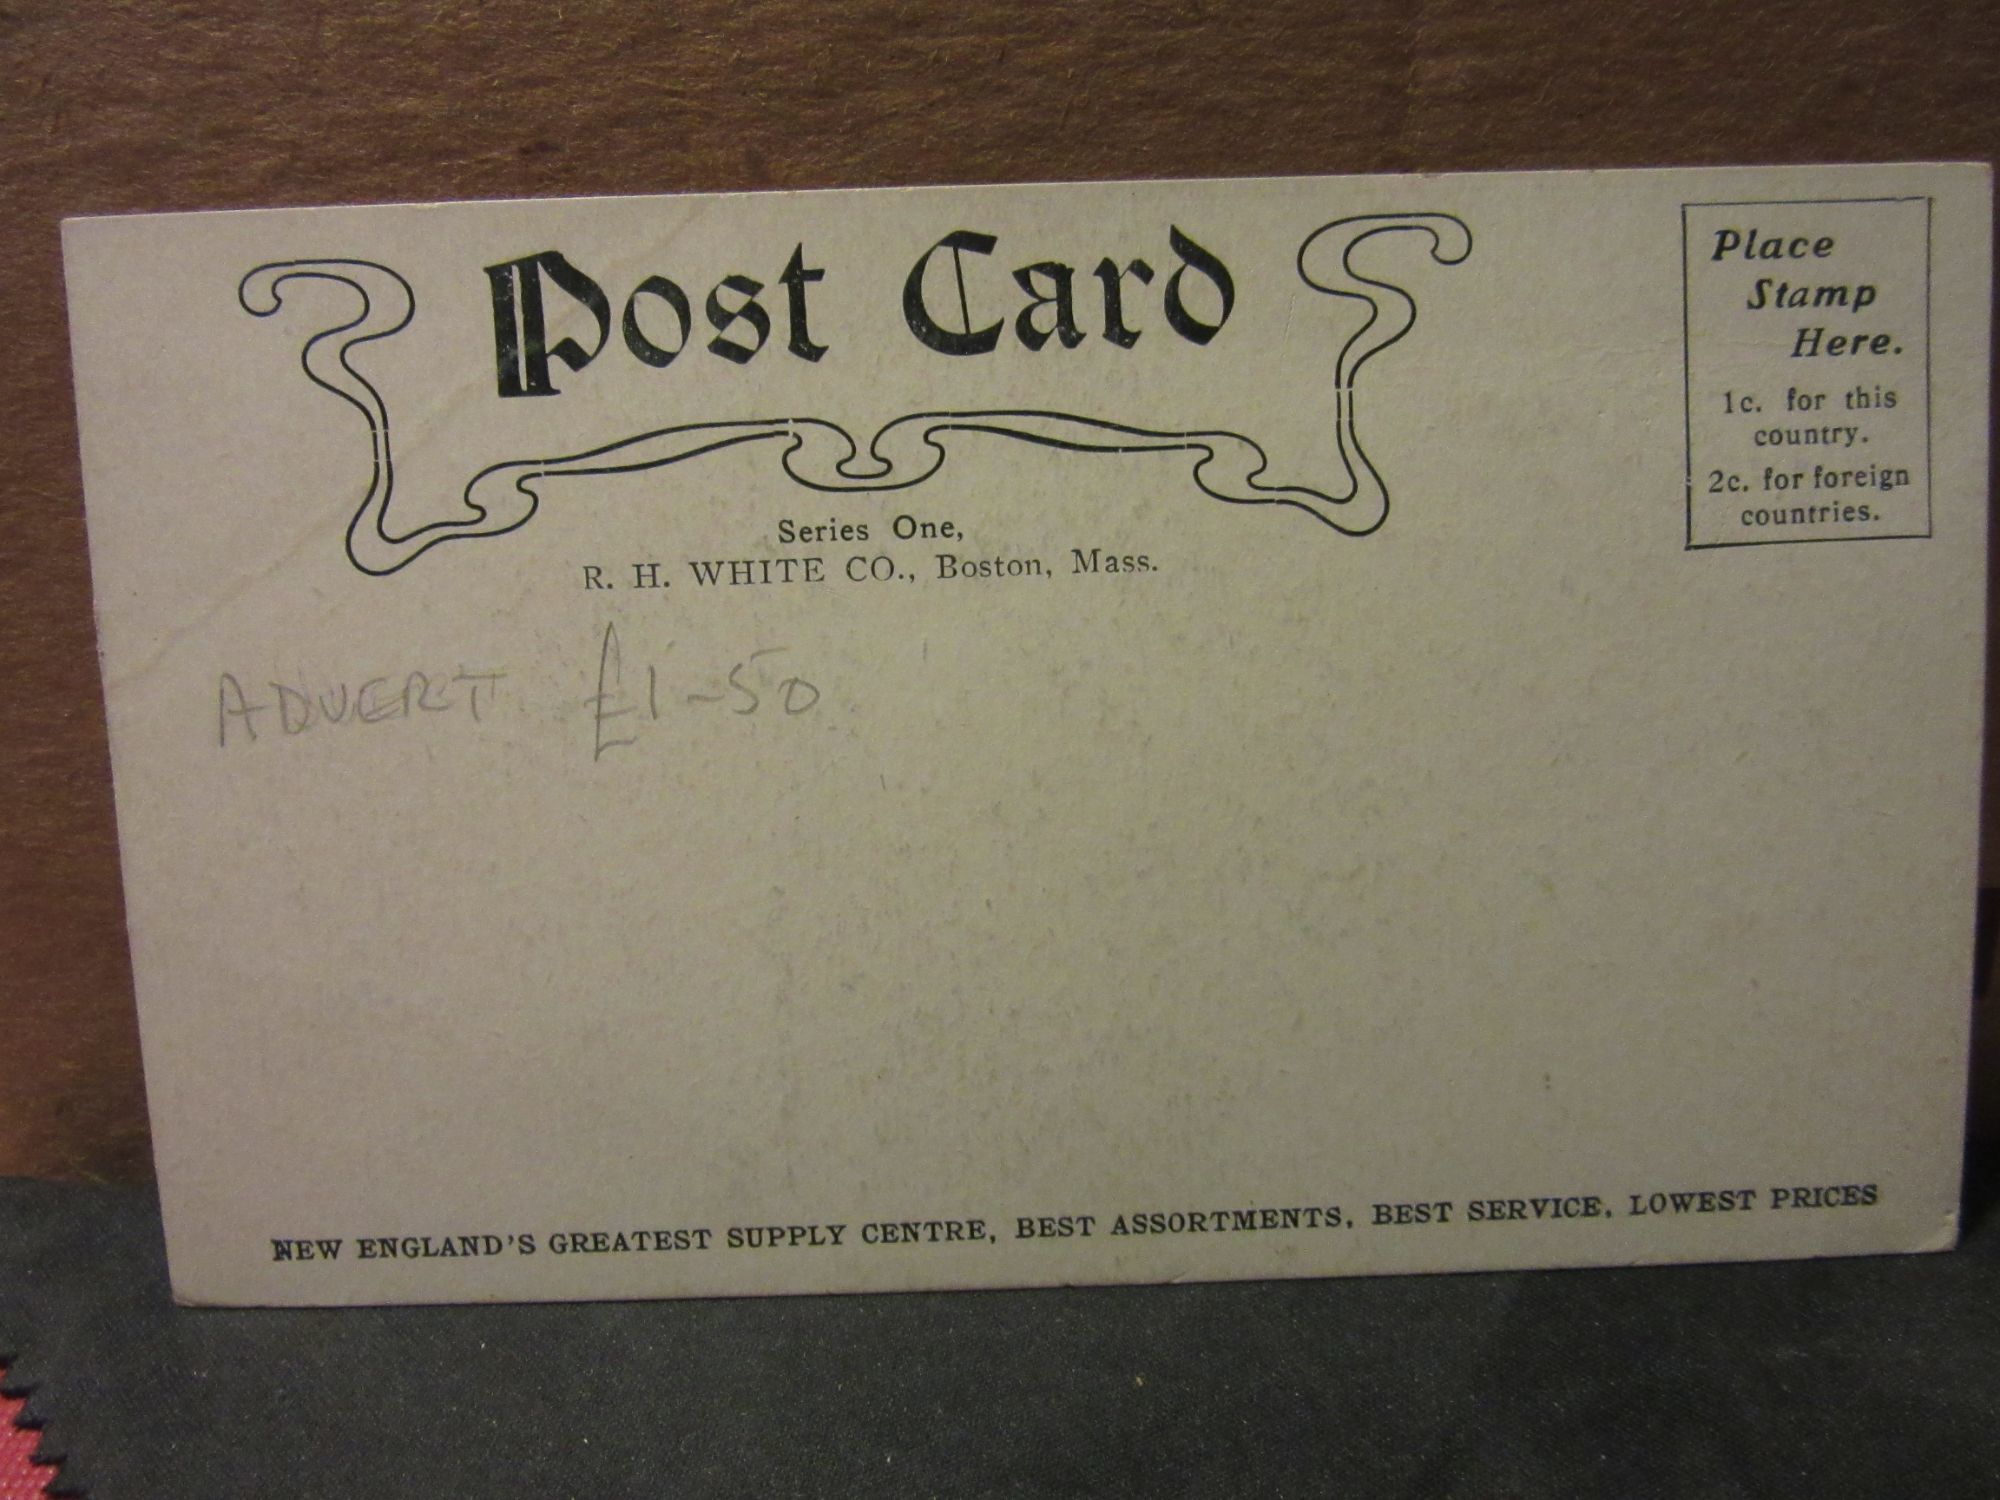 Post Card
Place
Stamp
Here.
1c. for this
country.
2c. for foreign
countries.
Series One,
R. H. WHITE CO., Boston, Mass.
ADVERT £1-50
NEW ENGLAND'S GREATEST SUPPLY CENTRE, BEST ASSORTMENTS, BEST SERVICE, LOWEST PRICES